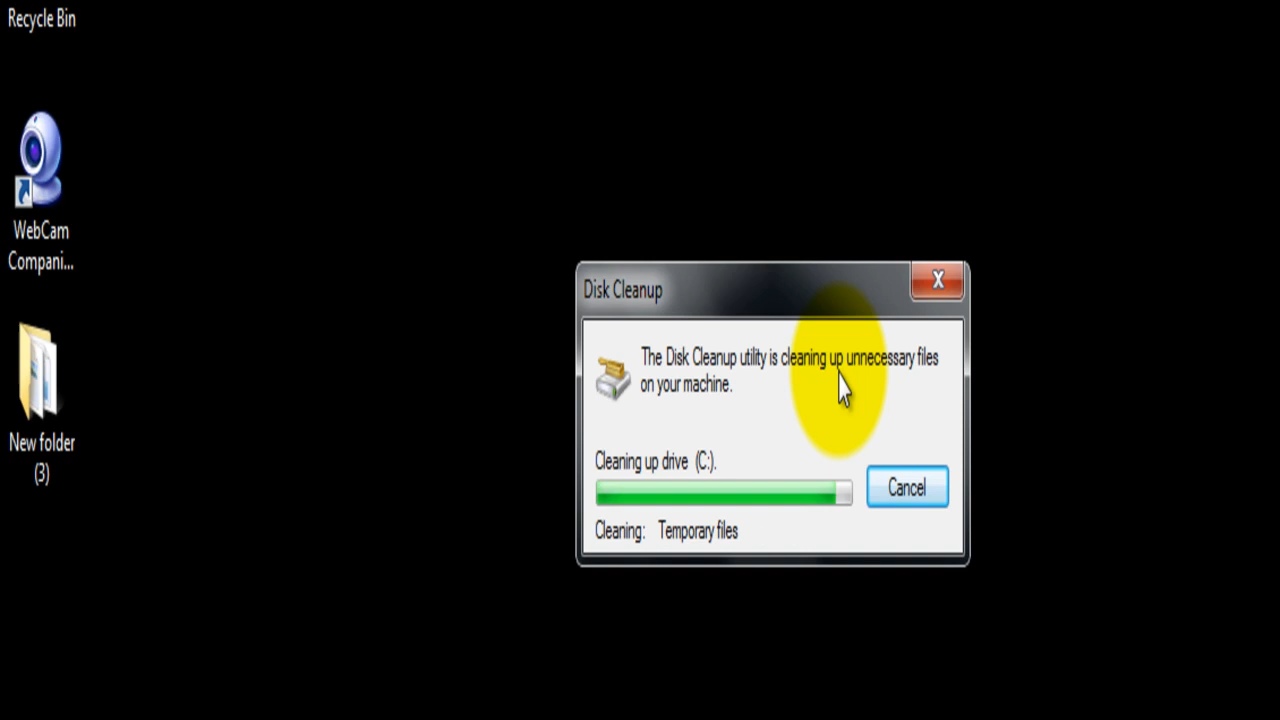 Recycle Bin
WebCam
Compani...
New folder
(3)
Disk Cleanup
X
The Disk Cleanup utility is cleaning up unnecessary files
on your machine.
Cleaning up drive (C:).
Cancel
Cleaning: Temporary files